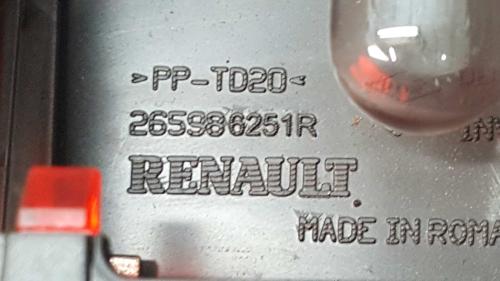 >PP-TD20<
265986251R
RENAULT
MADE IN ROMA